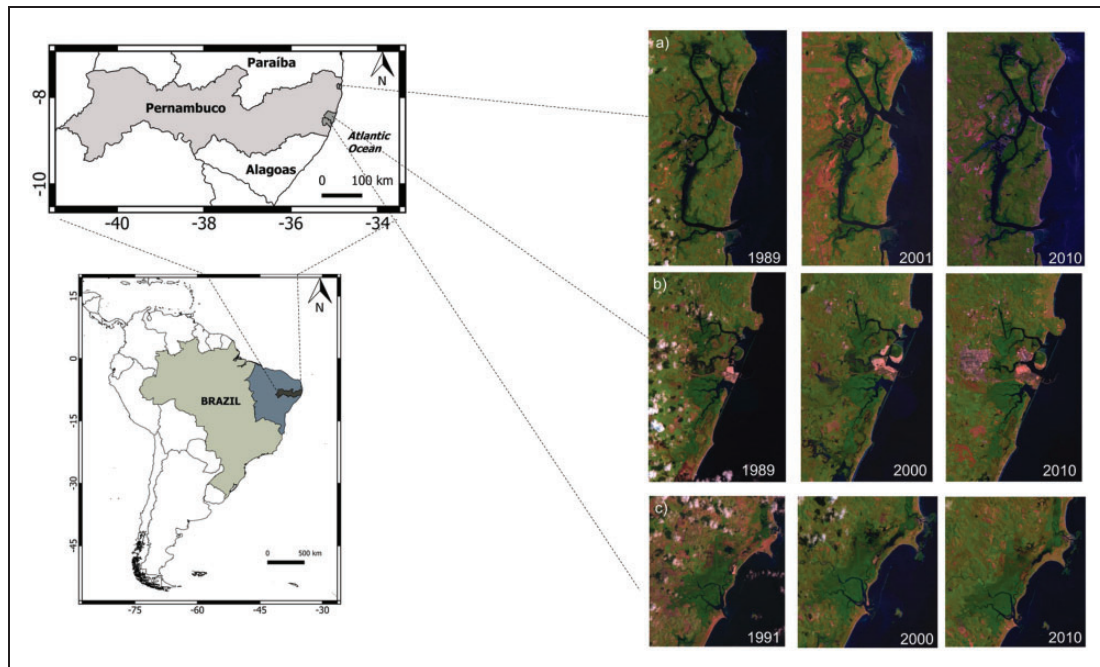 Paraíba
N
-8
Pernambuco
Atlantic
Ocean
Alagoas
0 100 km
-10
-40 -38 -36 -34
N
15
0
BRAZIL
-15
-30
0 500 km
-45
-75 -60 -45 -30
a)
1989 2001 2010
b)
1989 2000 2010
c)
1991 2000 2010